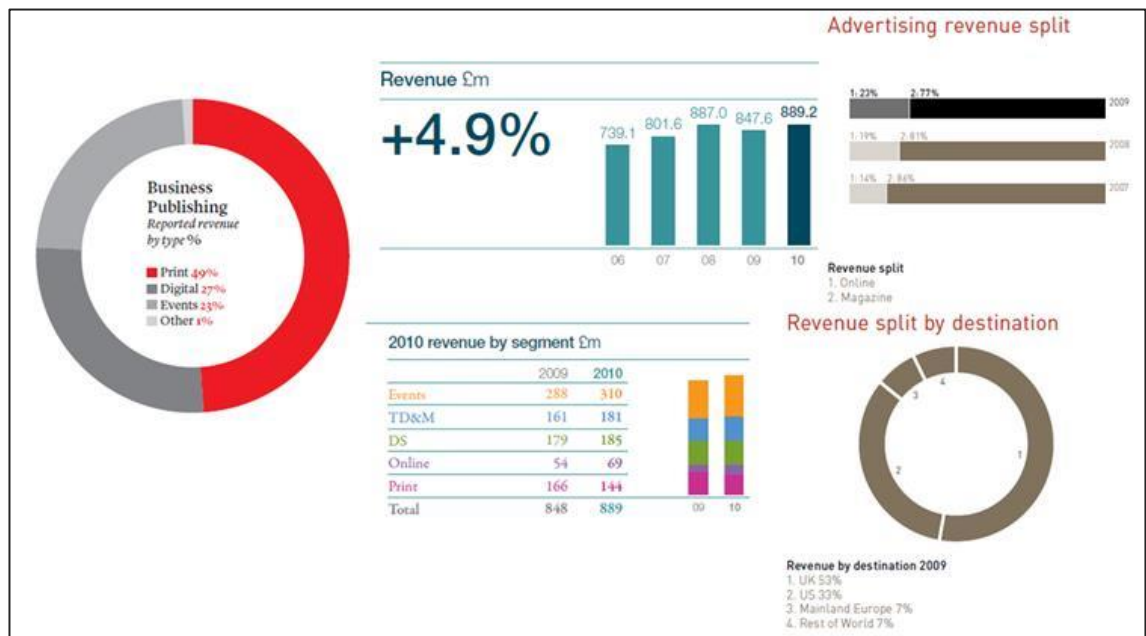 Business
Publishing
Reported revenue
by type %
Print 49%
Digital 27%
Events 23%
Other 1%
Revenue £m
+4.9%
739.1 801.6 887.0 847.6 889.2
06 07 08 09 10
2010 revenue by segment £m
2009 2010
Events 288 310
TD&M 161 181
DS 179 185
Online 54 69
Print 166 144
Total 848 889
09 10
Advertising revenue split
1: 23% 2: 77%
2009
1: 19% 2: 81%
2008
1: 14% 2: 86%
2007
Revenue split
1. Online
2. Magazine
Revenue split by destination
4
3
1
2
Revenue by destination 2009
1. UK 53%
2. US 33%
3. Mainland Europe 7%
4. Rest of World 7%